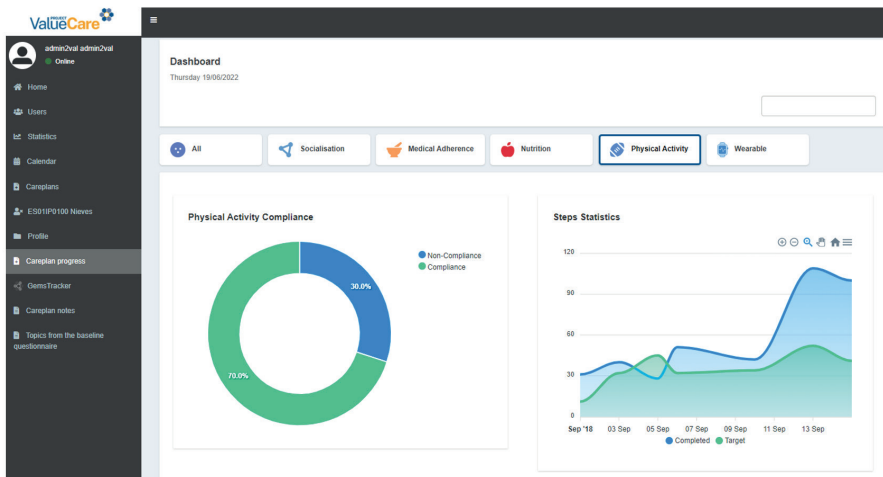 PROJECT
ValueCare
admin2val admin2val
Online
Home
Users
Statistics
Calendar
Careplans
ES01IP0100 Nieves
Profile
Careplan progress
GemsTracker
Careplan notes
Topics from the baseline
questionnaire
Dashboard
Thursday 19/06/2022
All
Socialisation
Medical Adherence
Nutrition
Physical Activity
Wearable
Physical Activity Compliance
Non-Compliance
Compliance
30.0%
70.0%
Steps Statistics
120
90
60
30
0
Sep '18 03 Sep 05 Sep 07 Sep 09 Sep 11 Sep 13 Sep
Completed Target